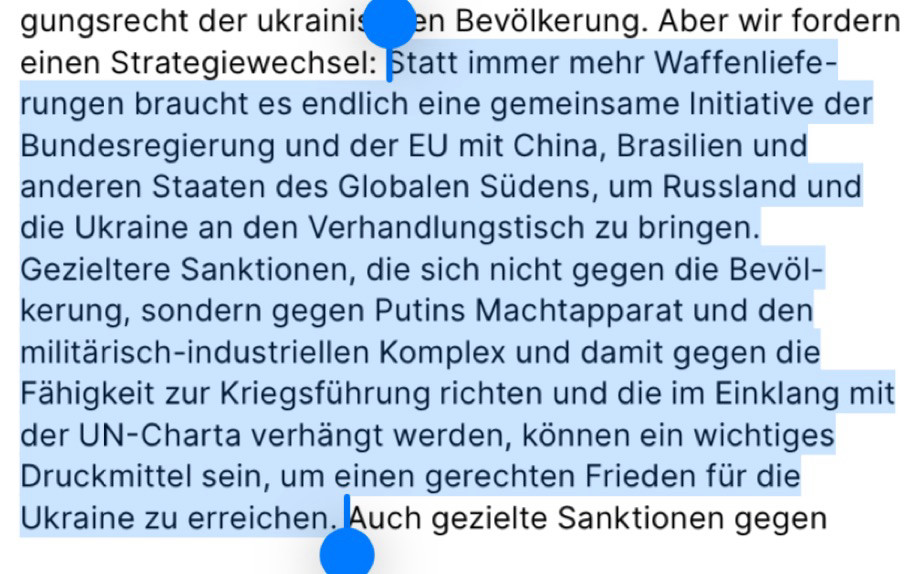 gungsrecht der ukrainis en Bevölkerung. Aber wir fordern
einen Strategiewechsel: Statt immer mehr Waffenliefe-
rungen braucht es endlich eine gemeinsame Initiative der
Bundesregierung und der EU mit China, Brasilien und
anderen Staaten des Globalen Südens, um Russland und
die Ukraine an den Verhandlungstisch zu bringen.
Gezieltere Sanktionen, die sich nicht gegen die Bevöl-
kerung, sondern gegen Putins Machtapparat und den
militärisch-industriellen Komplex und damit gegen die
Fähigkeit zur Kriegsführung richten und die im Einklang mit
der UN-Charta verhängt werden, können ein wichtiges
Druckmittel sein, um einen gerechten Frieden für die
Ukraine zu erreichen. Auch gezielte Sanktionen gegen